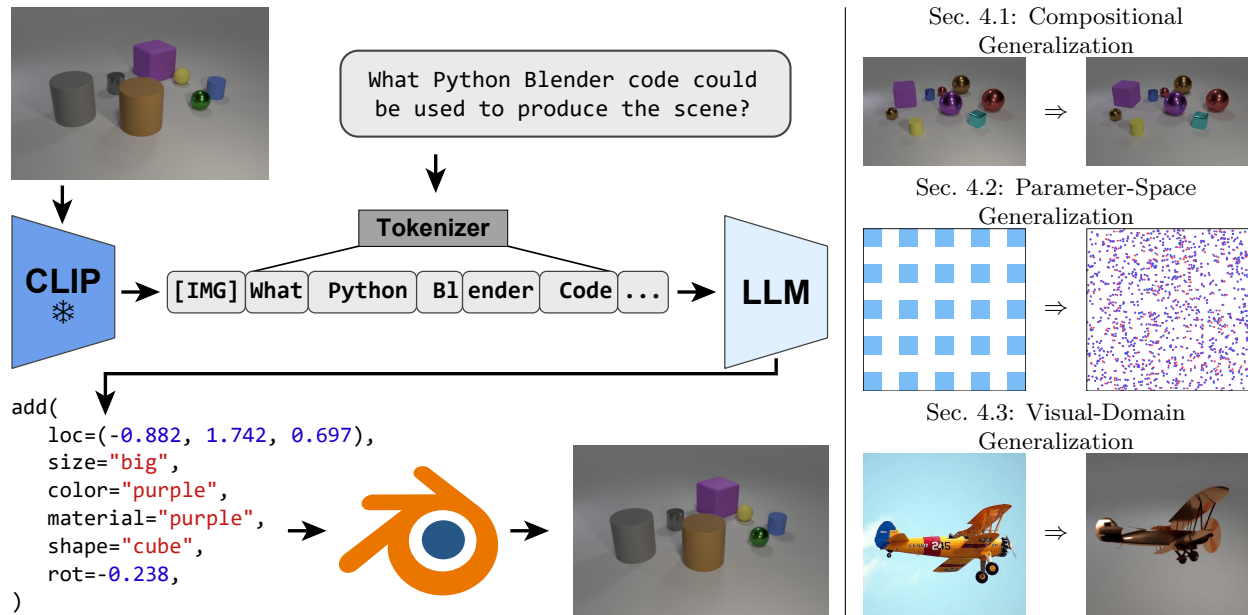 What Python Blender code could
be used to produce the scene?
Tokenizer
CLIP
[IMG] What Python Blender Code ...
LLM
add(
loc=(-0.882, 1.742, 0.697),
size="big",
color="purple",
material="purple",
shape="cube",
rot=-0.238,
)
Sec. 4.1: Compositional
Generalization
⇒
Sec. 4.2: Parameter-Space
Generalization
⇒
Sec. 4.3: Visual-Domain
Generalization
245
⇒